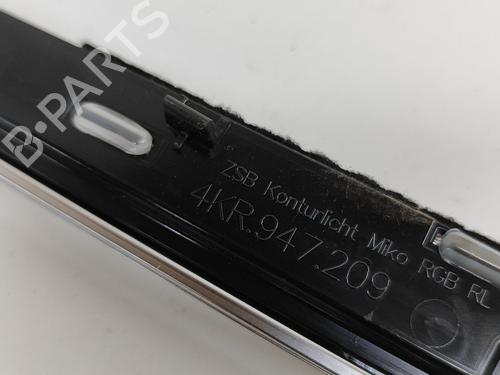 B-PARTS
ZSB Konturlicht Miko RGB RL
4KR.947.209